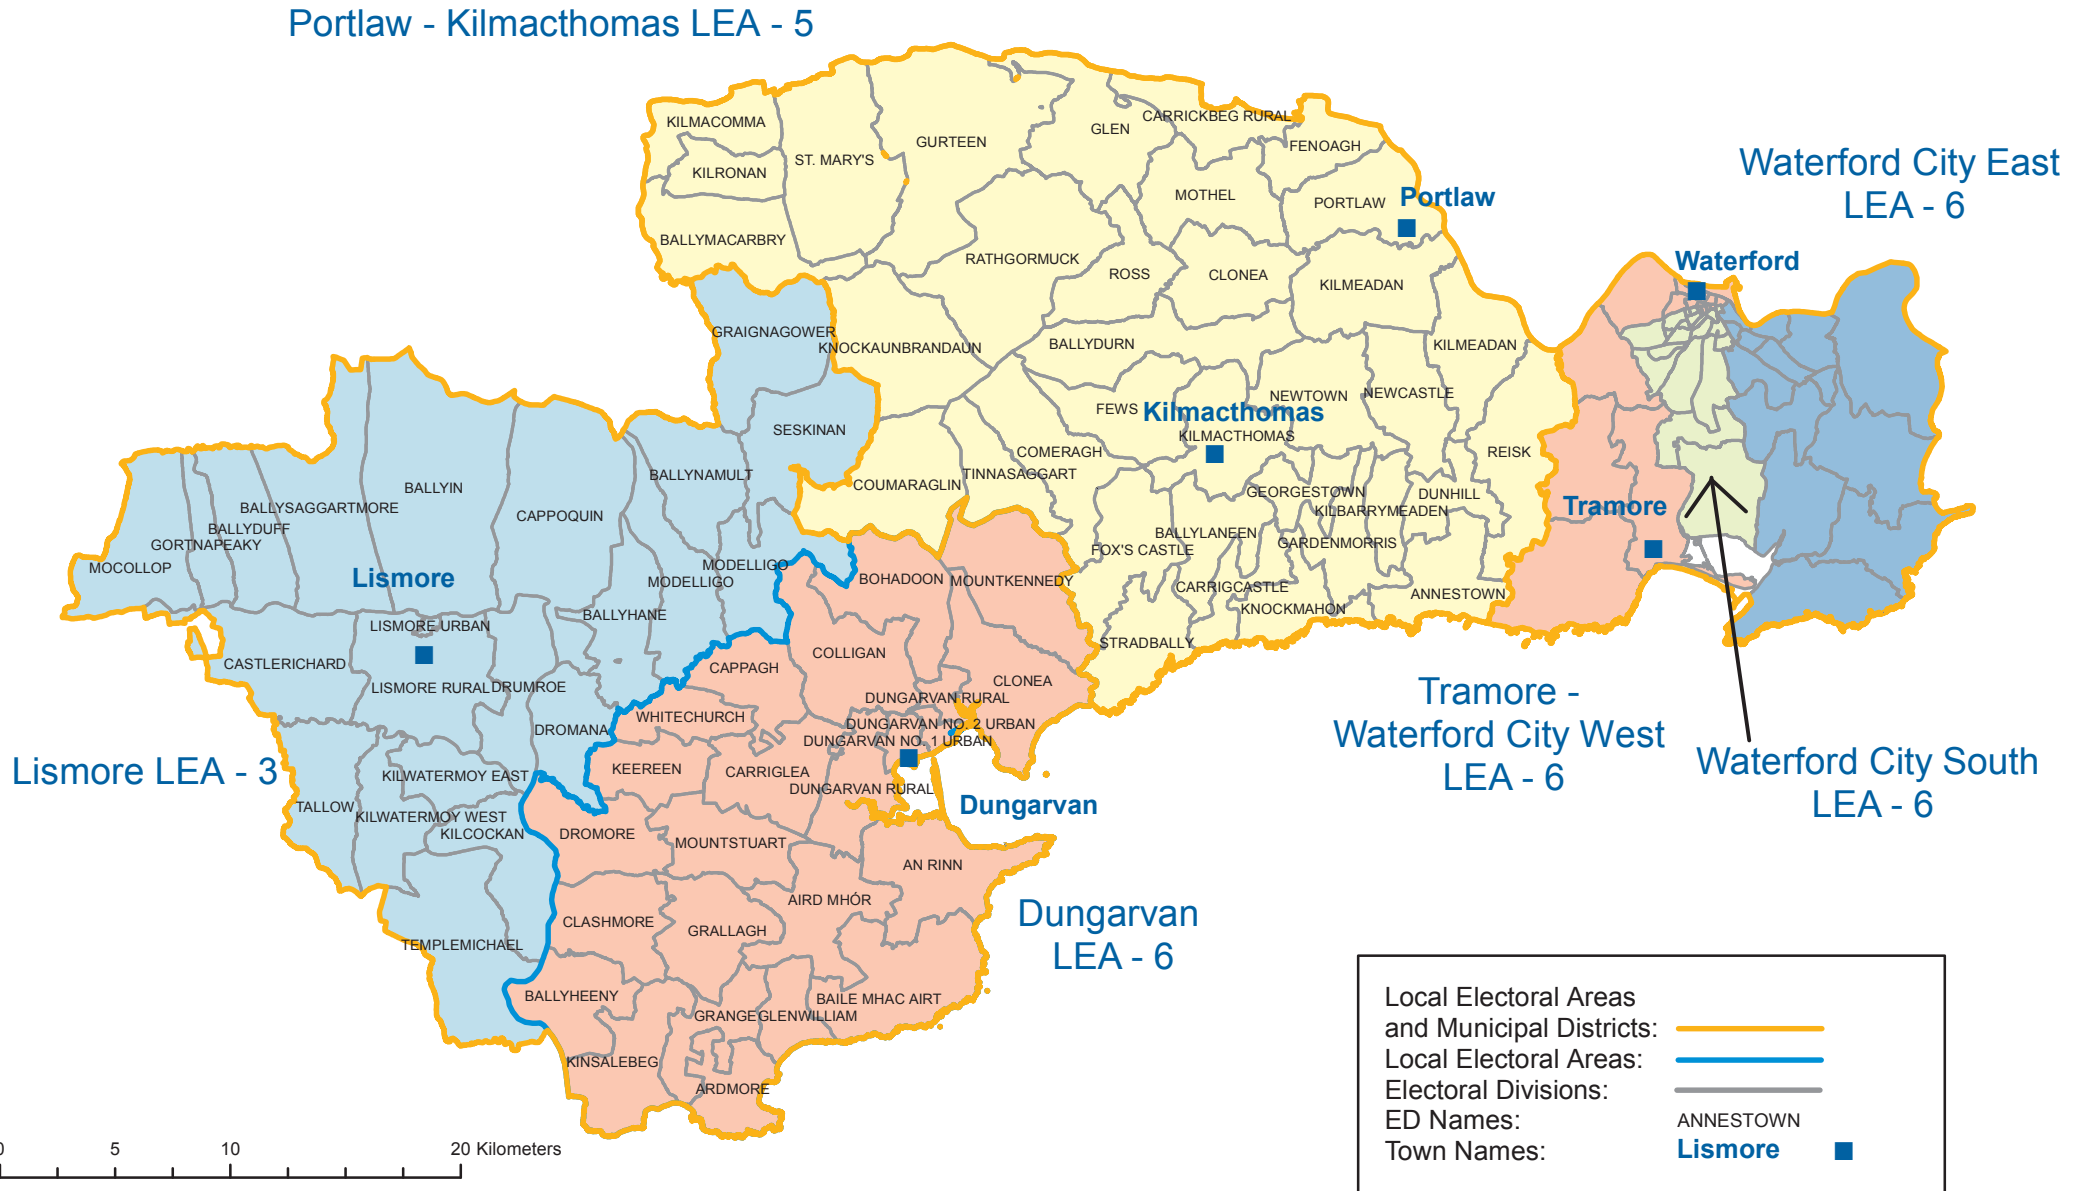 Portlaw - Kilmacthomas LEA - 5
KILMACOMMA
KILRONAN
ST. MARY'S
GURTEEN
GLEN
CARRICKBEG RURAL
FENOAGH
BALLYMACARBRY
MOTHEL
PORTLAW
Portlaw
RATHGORMUCK
ROSS
CLONEA
KILMEADAN
Waterford City East
LEA - 6
Waterford
GRAIGNAGOWER
KNOCKAUNBRANDAUN
BALLYDURN
KILMEADAN
SESKINAN
FEWS
Kilmacthomas
KILMACTHOMAS
NEWTOWN
NEWCASTLE
REISK
COMERAGH
TINNASAGGART
COUMARAGLIN
BALLYNAMULT
BALLYIN
BALLYSAGGARTMORE
BALLYDUFF
GORTNAPEAKY
MOCOLLOP
CAPPOQUIN
GEORGESTOWN
KILBARRYMEADEN
DUNHILL
Tramore
BALLYLANEEN
FOX'S CASTLE
GARDENMORRIS
CARRIGCASTLE
KNOCKMAHON
ANNESTOWN
STRADBALLY
Lismore
MODELLIGO
MODELLIGO
BOHADOON
MOUNTKENNEDY
BALLYHANE
LISMORE URBAN
CASTLERICHARD
LISMORE RURAL
DRUMROE
COLLIGAN
CAPPAGH
CLONEA
DUNGARVAN RURAL
DROMANA
WHITECHURCH
DUNGARVAN NO. 2 URBAN
DUNGARVAN NO. 1 URBAN
Lismore LEA - 3
KILWATERMOY EAST
KEEREEN
CARRIGLEA
DUNGARVAN RURAL
Dungarvan
TALLOW
KILWATERMOY WEST
KILCOCKAN
DROMORE
MOUNTSTUART
AN RINN
Tramore -
Waterford City West
LEA - 6
Waterford City South
LEA - 6
AIRD MHÓR
CLASHMORE
GRALLAGH
Dungarvan
LEA - 6
TEMPLEMICHAEL
BALLYHEENY
GRANGE
GLENWILLIAM
BAILE MHAC AIRT
KINSALEBEG
ARDMORE
Local Electoral Areas
and Municipal Districts:
Local Electoral Areas:
Electoral Divisions:
ED Names: ANNESTOWN
Town Names: Lismore
0 5 10 20 Kilometers